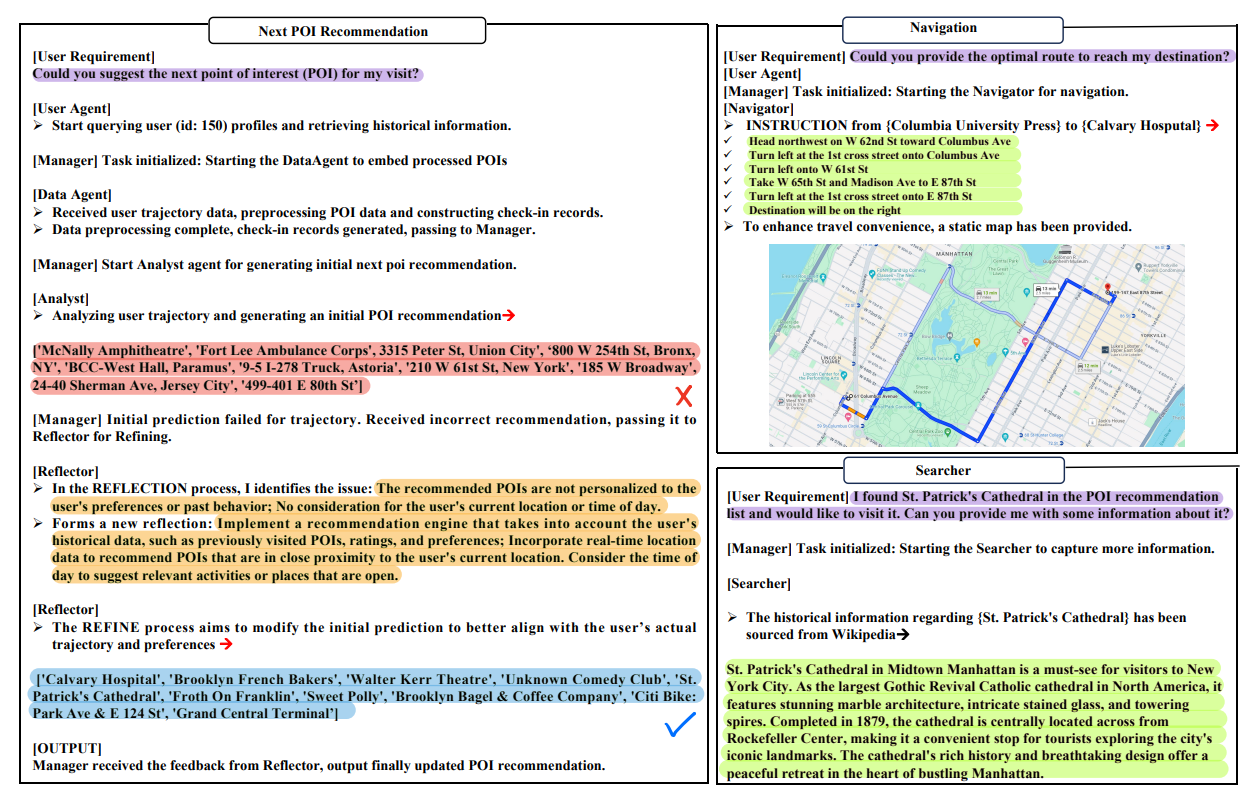 Next POI Recommendation
[User Requirement]
Could you suggest the next point of interest (POI) for my visit?
[User Agent]
➢ Start querying user (id: 150) profiles and retrieving historical information.
[Manager] Task initialized: Starting the DataAgent to embed processed POIs
[Data Agent]
➢ Received user trajectory data, preprocessing POI data and constructing check-in records.
➢ Data preprocessing complete, check-in records generated, passing to Manager.
[Manager] Start Analyst agent for generating initial next poi recommendation.
[Analyst]
➢ Analyzing user trajectory and generating an initial POI recommendation➔
['McNally Amphitheatre', 'Fort Lee Ambulance Corps', 3315 Peter St, Union City', ‘800 W 254th St, Bronx,
NY', 'BCC-West Hall, Paramus', '9-5 I-278 Truck, Astoria', '210 W 61st St, New York', '185 W Broadway',
24-40 Sherman Ave, Jersey City', '499-401 E 80th St']
[Manager] Initial prediction failed for trajectory. Received incorrect recommendation, passing it to
Reflector for Refining.
[Reflector]
➢ In the REFLECTION process, I identifies the issue: The recommended POIs are not personalized to the
user's preferences or past behavior; No consideration for the user's current location or time of day.
➢ Forms a new reflection: Implement a recommendation engine that takes into account the user's
historical data, such as previously visited POIs, ratings, and preferences; Incorporate real-time location
data to recommend POIs that are in close proximity to the user's current location. Consider the time of
day to suggest relevant activities or places that are open.
[Reflector]
➢ The REFINE process aims to modify the initial prediction to better align with the user’s actual
trajectory and preferences ➔
['Calvary Hospital', 'Brooklyn French Bakers', 'Walter Kerr Theatre', 'Unknown Comedy Club', 'St.
Patrick's Cathedral', 'Froth On Franklin', 'Sweet Polly', 'Brooklyn Bagel & Coffee Company', 'Citi Bike:
Park Ave & E 124 St', 'Grand Central Terminal’]
[OUTPUT]
Manager received the feedback from Reflector, output finally updated POI recommendation.
Navigation
[User Requirement] Could you provide the optimal route to reach my destination?
[User Agent]
[Manager] Task initialized: Starting the Navigator for navigation.
[Navigator]
➢ INSTRUCTION from {Columbia University Press} to {Calvary Hosputal} ➔
✓ Head northwest on W 62nd St toward Columbus Ave
✓ Turn left at the 1st cross street onto Columbus Ave
✓ Turn left onto W 61st St
✓ Take W 65th St and Madison Ave to E 87th St
✓ Turn left at the 1st cross street onto E 87th St
✓ Destination will be on the right
➢ To enhance travel convenience, a static map has been provided.
MANHATTAN
13 min
13 min
YORKVILLE
12 min
LINCOLN
SQUARE
Searcher
[User Requirement] I found St. Patrick's Cathedral in the POI recommendation
list and would like to visit it. Can you provide me with some information about it?
[Manager] Task initialized: Starting the Searcher to capture more information.
[Searcher]
➢ The historical information regarding {St. Patrick's Cathedral} has been
sourced from Wikipedia➔
St. Patrick's Cathedral in Midtown Manhattan is a must-see for visitors to New
York City. As the largest Gothic Revival Catholic cathedral in North America, it
features stunning marble architecture, intricate stained glass, and towering
spires. Completed in 1879, the cathedral is centrally located across from
Rockefeller Center, making it a convenient stop for tourists exploring the city's
iconic landmarks. The cathedral's rich history and breathtaking design offer a
peaceful retreat in the heart of bustling Manhattan.